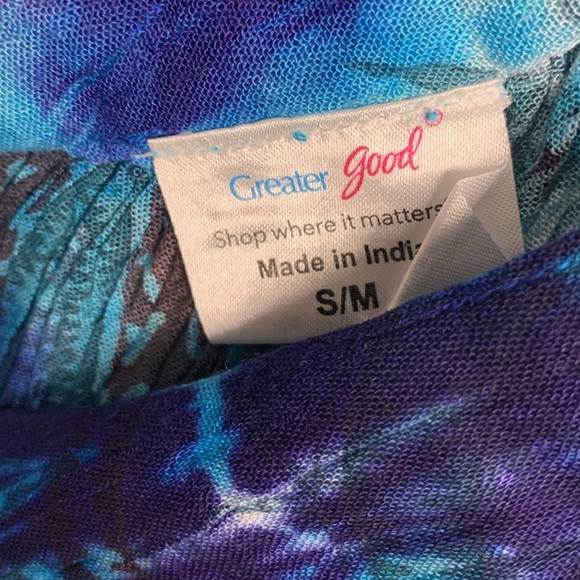 Greater good
Shop where it matters
Made in India
S/M